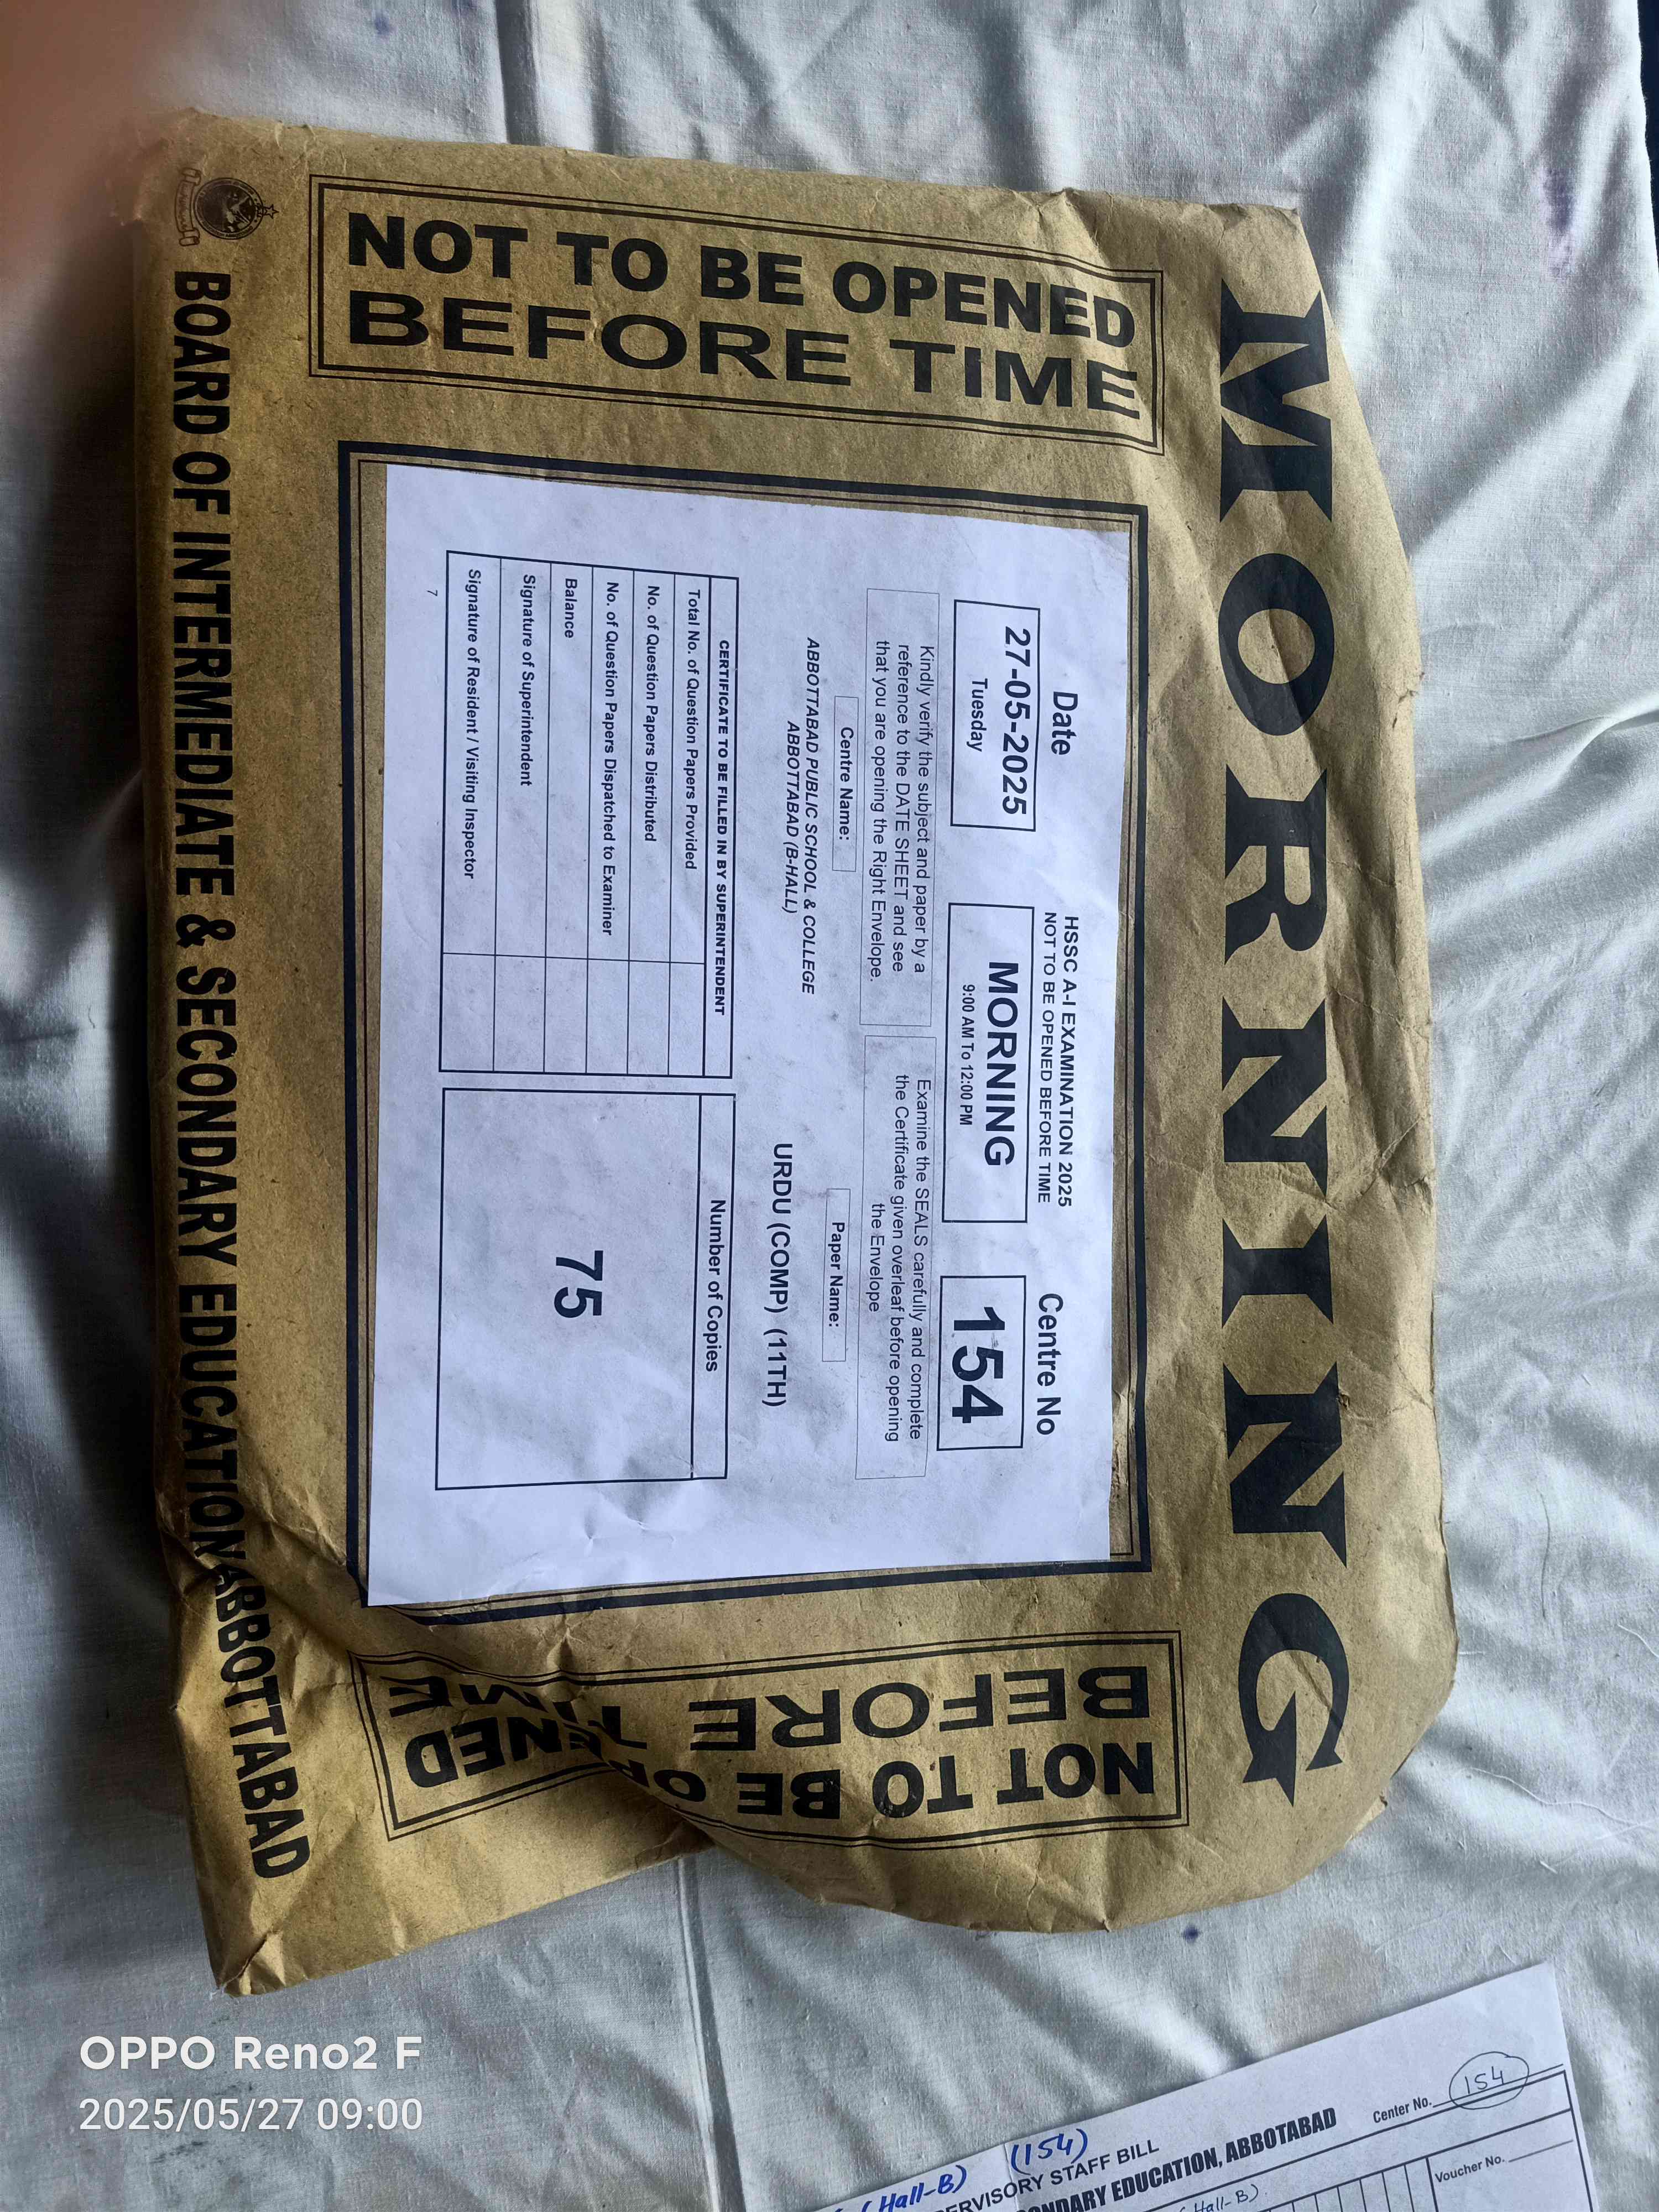 MORNING
NOT TO BE OPENED
BEFORE TIME
Date
27-05-2025
Tuesday
HSSC A-I EXAMINATION 2025
NOT TO BE OPENED BEFORE TIME
MORNING
9:00 AM To 12:00 PM
Centre No
154
Kindly verify the subject and paper by a
reference to the DATE SHEET and see
that you are opening the Right Envelope.
Examine the SEALS carefully and complete
the Certificate given overleaf before opening
the Envelope
Centre Name:
ABBOTTABAD PUBLIC SCHOOL & COLLEGE
ABBOTTABAD (B-HALL)
Paper Name:
URDU (COMP) (11TH)
CERTIFICATE TO BE FILLED IN BY SUPERINTENDENT
Total No. of Question Papers Provided
No. of Question Papers Distributed
No. of Question Papers Dispatched to Examiner
Balance
Signature of Superintendent
Signature of Resident / Visiting Inspector
7
Number of Copies
75
NOT TO BE OPENED
BEFORE TIME
BOARD OF INTERMEDIATE & SECONDARY EDUCATION ABBOTTABAD
Center No. 154
(154)
(Hall-B)
STAFF BILL
EDUCATION, ABBOTABAD
Voucher No.
Hall-B)
OPPO Reno2 F
2025/05/27 09:00